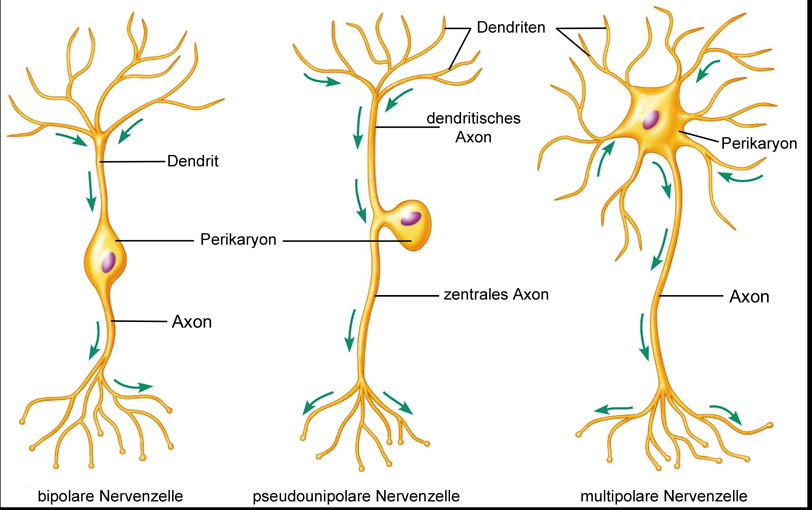 Dendriten
dendritisches
Axon
Perikaryon
Dendrit
Perikaryon
zentrales Axon
Axon
Axon
bipolare Nervenzelle
pseudounipolare Nervenzelle
multipolare Nervenzelle